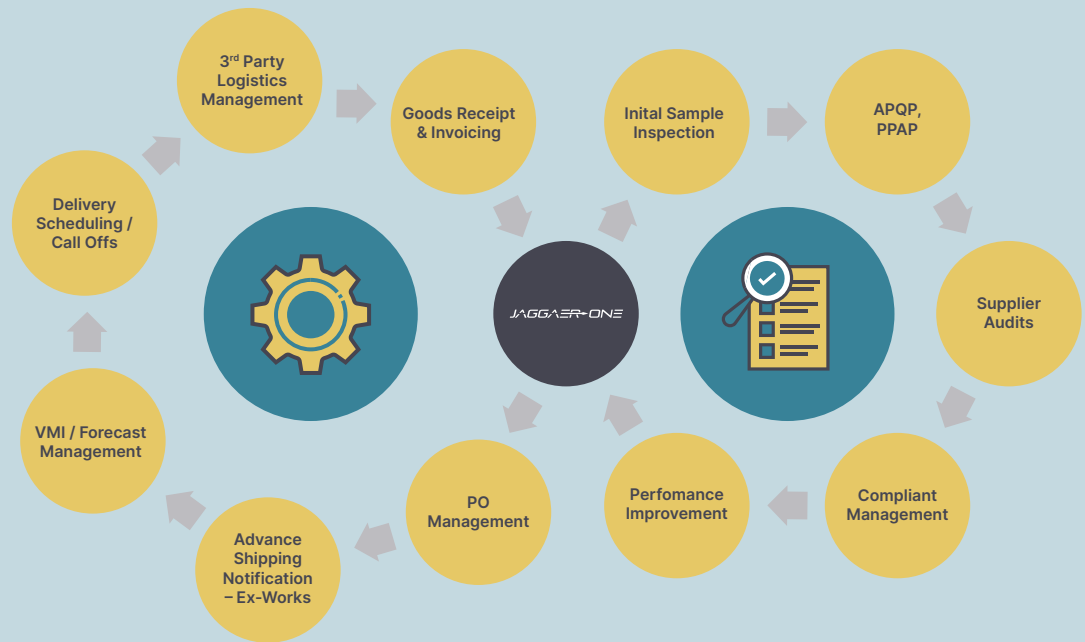 3rd Party
Logistics
Management
Goods Receipt
& Invoicing
Inital Sample
Inspection
APQP,
PPAP
Delivery
Scheduling /
Call Offs
JAGGAER ONE
Supplier
Audits
VMI / Forecast
Management
PO
Management
Perfomance
Improvement
Compliant
Management
Advance
Shipping
Notification
– Ex-Works